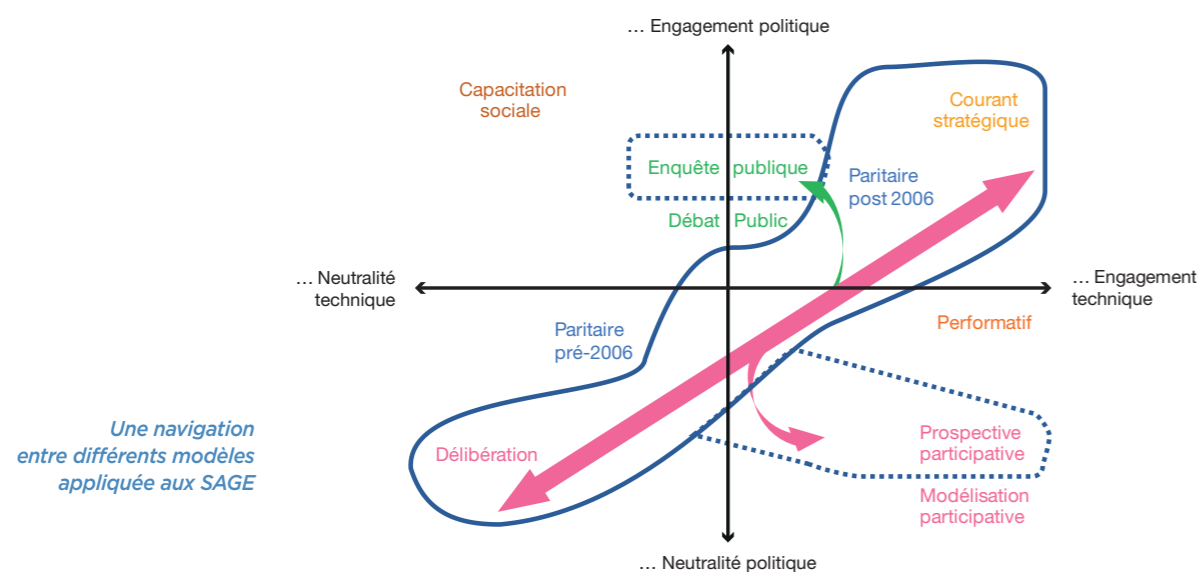 … Engagement politique
Capacitation
sociale
Courant
stratégique
Enquête publique
Paritaire
post 2006
Débat Public
… Neutralité
technique
… Engagement
technique
Performatif
Paritaire
pré-2006
Une navigation
entre différents modèles
appliquée aux SAGE
Délibération
Prospective
participative
Modélisation
participative
… Neutralité politique